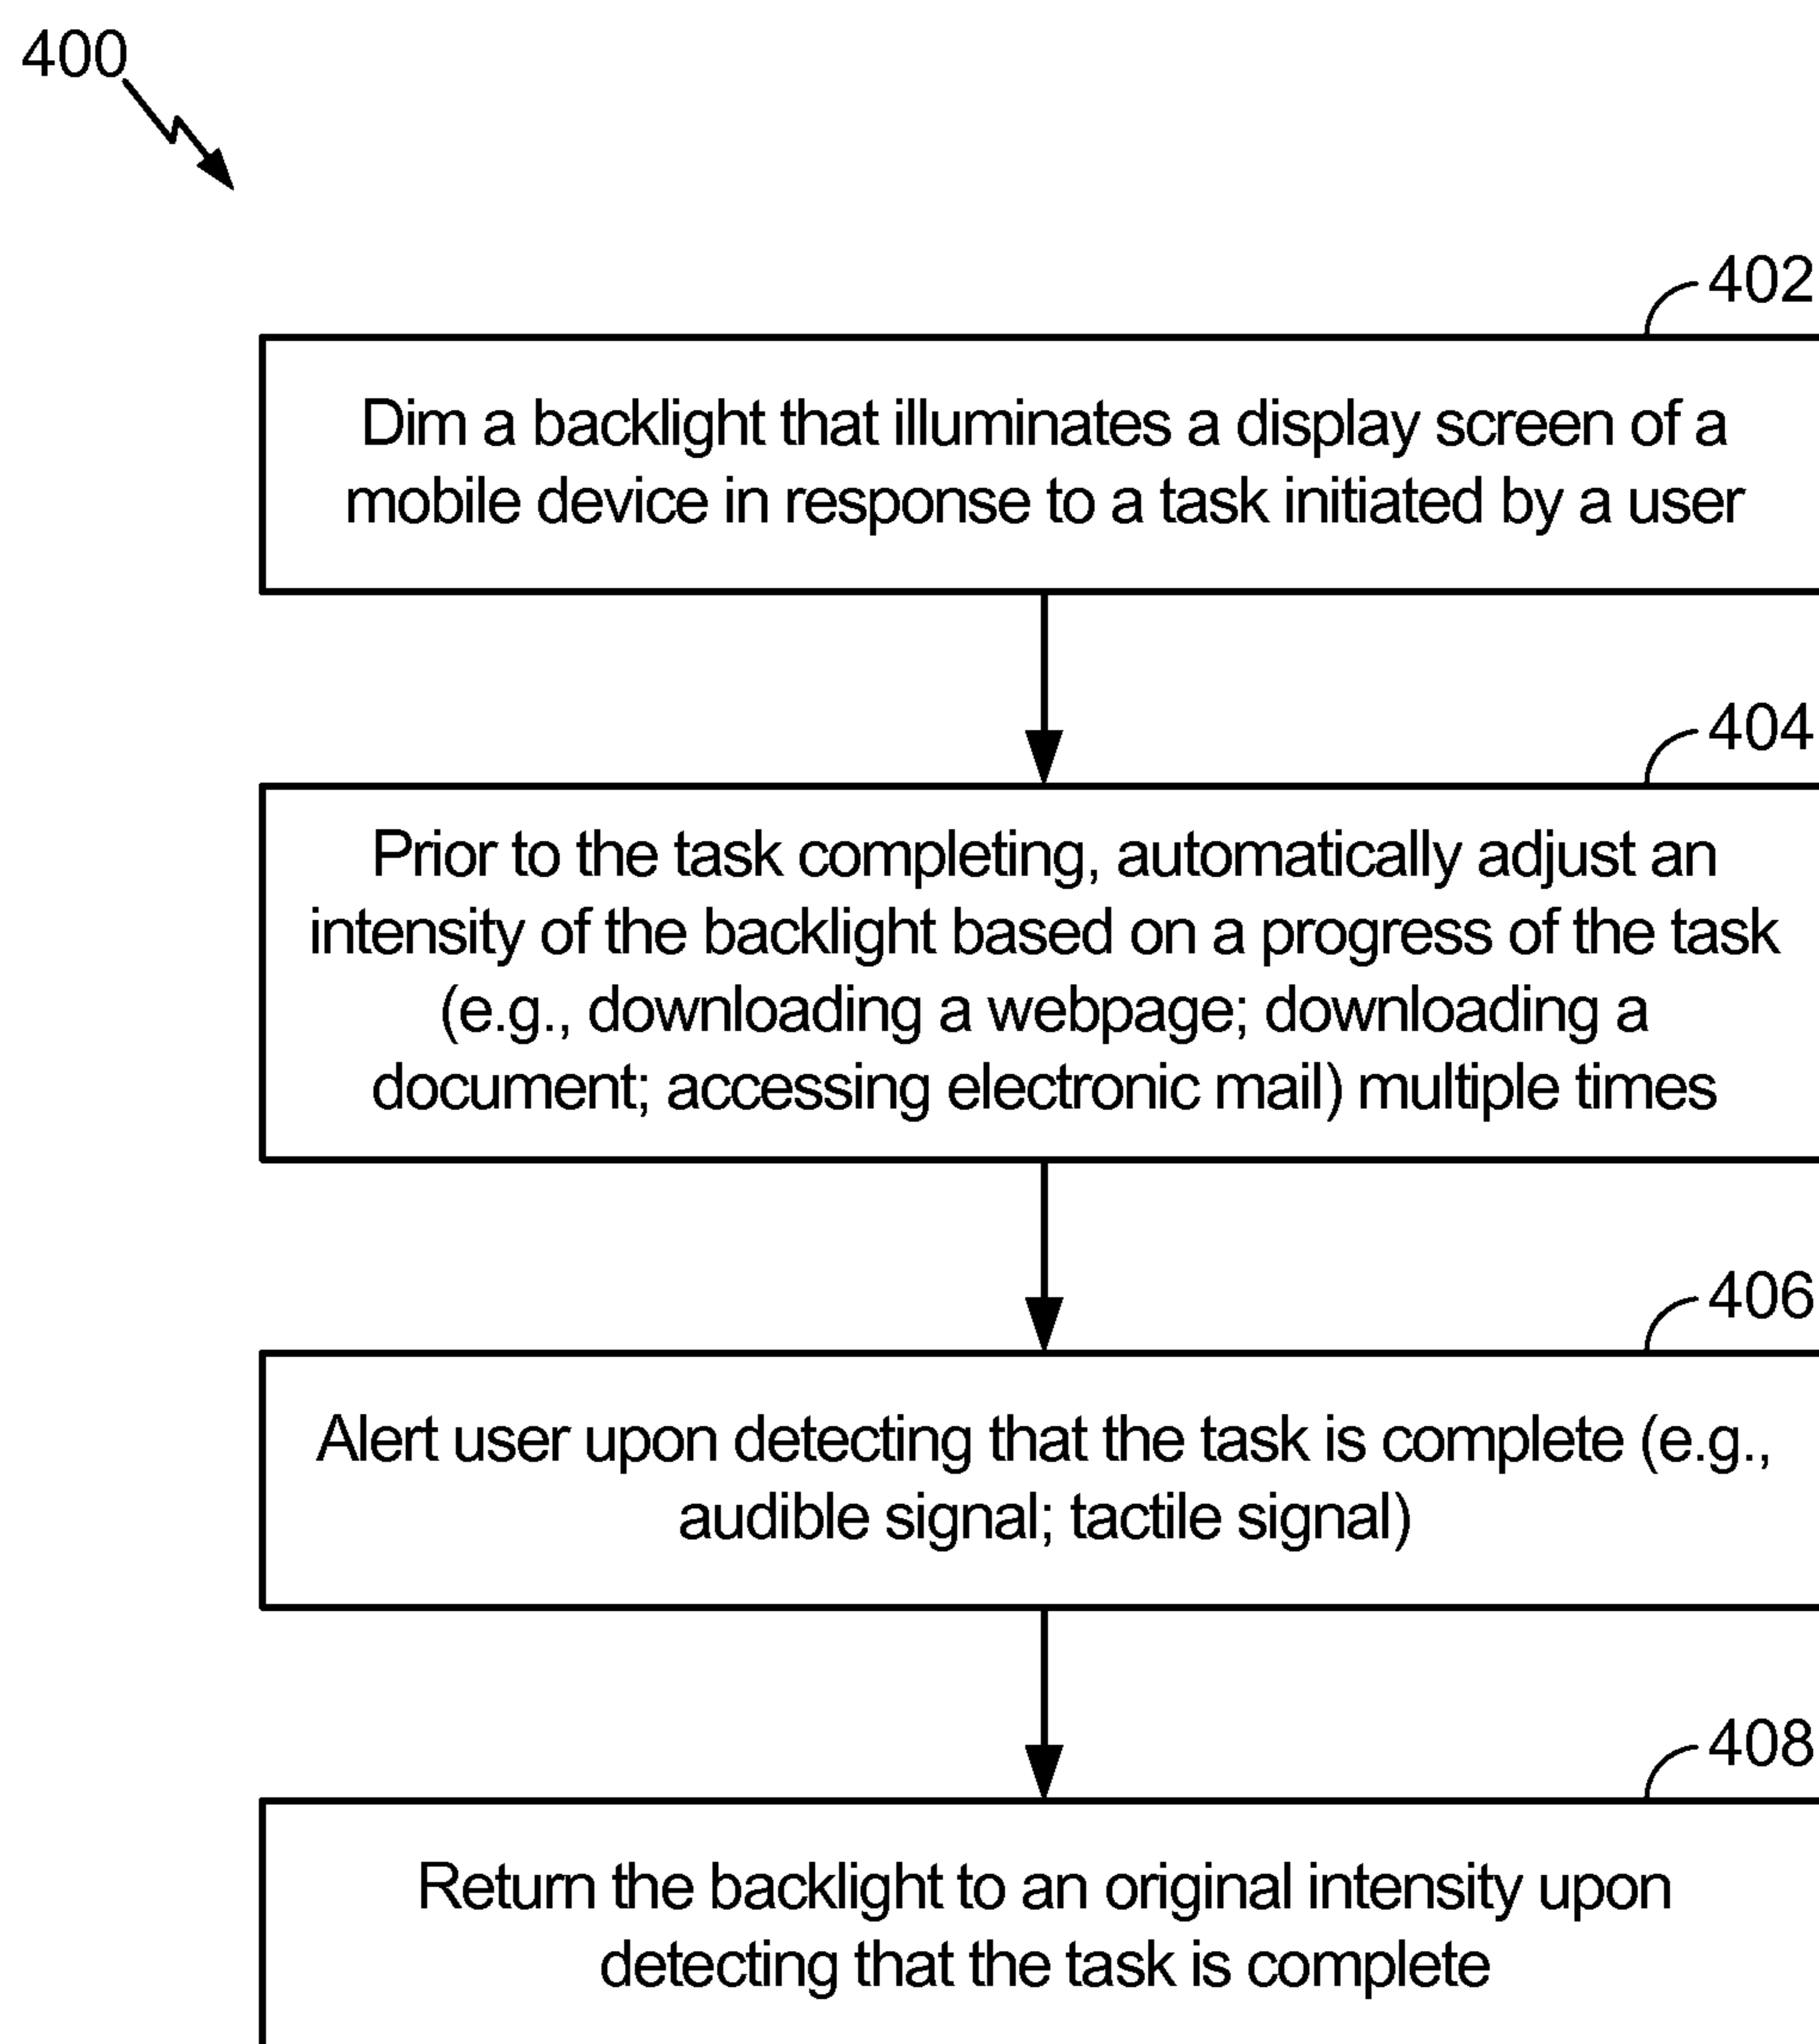 400
402
Dim a backlight that illuminates a display screen of a
mobile device in response to a task initiated by a user
404
Prior to the task completing, automatically adjust an
intensity of the backlight based on a progress of the task
(e.g., downloading a webpage; downloading a
document; accessing electronic mail) multiple times
406
Alert user upon detecting that the task is complete (e.g.,
audible signal; tactile signal)
408
Return the backlight to an original intensity upon
detecting that the task is complete